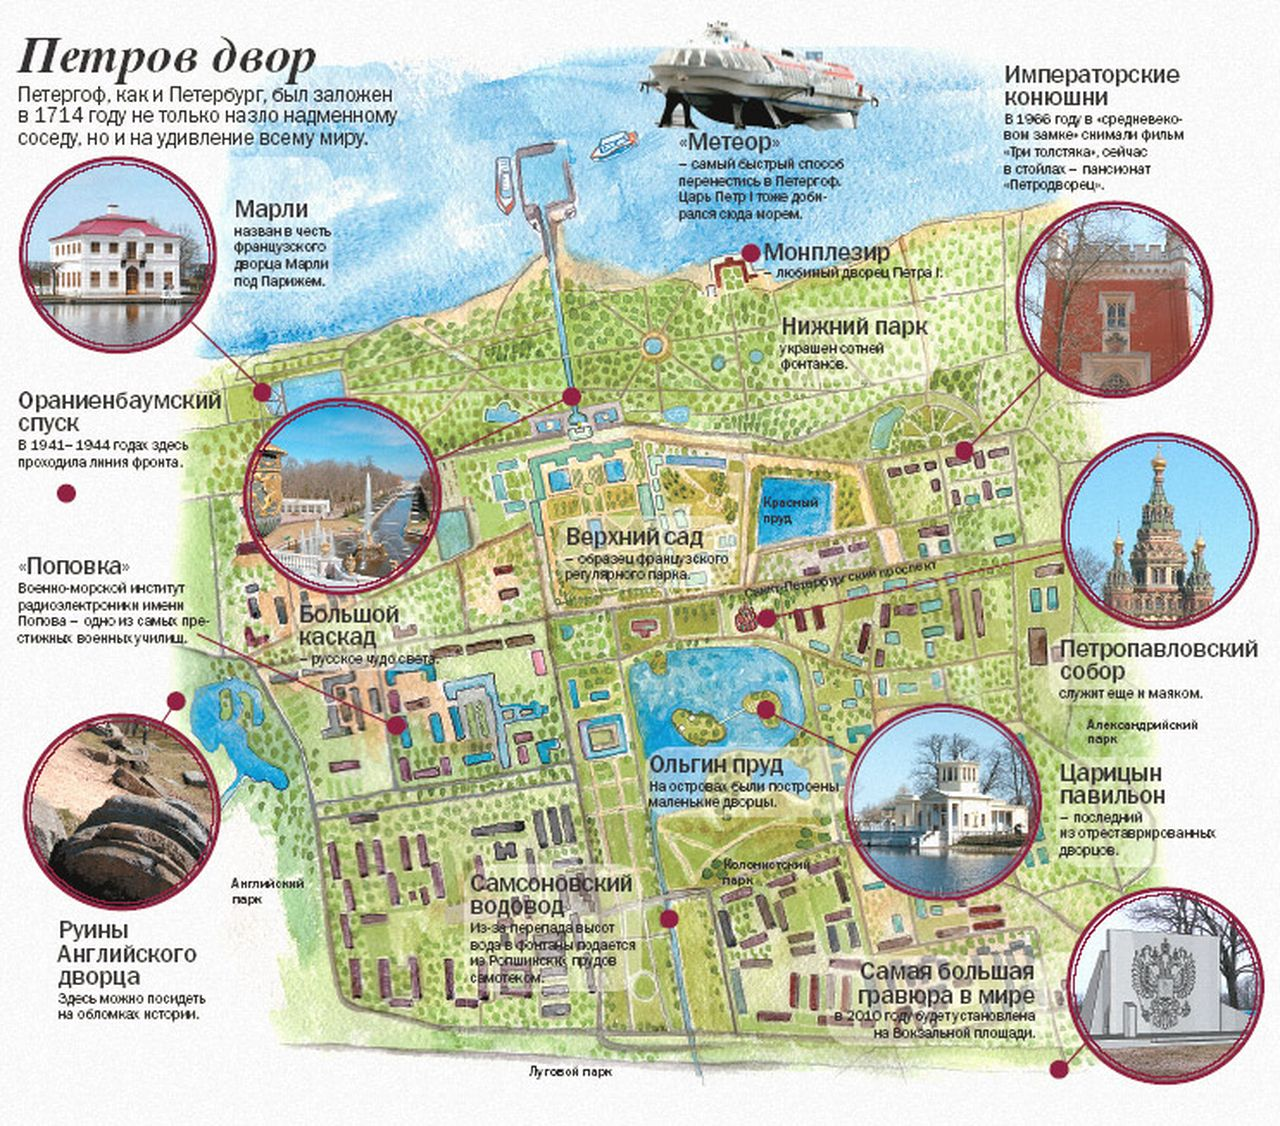 Петров двор
Петергоф, как и Петербург, был заложен
в 1714 году не только назло надменному
соседу, но и на удивление всему миру.
«Метеор»
– самый быстрый способ
перенестись в Петергоф.
Царь Петр I тоже доби-
рался сюда морем.
Императорские
конюшни
В 1966 году в «средневеко-
вом замке» снимали фильм
«Три толстяка», сейчас
в стойлах – пансионат
«Петродворец».
Марли
назван в честь
французского
дворца Марли
под Парижем.
Монплезир
– любимый дворец Петра I.
Нижний парк
украшен сотней
фонтанов.
Ораниенбаумский
спуск
В 1941– 1944 годах здесь
проходила линия фронта.
Красный
пруд
Верхний сад
– образец французского
регулярного парка.
Санкт-Петербургский проспект
«Поповка»
Военно-морской институт
радиоэлектроники имени
Попова – одно из самых пре-
стижных военных училищ.
Большой
каскад
– русское чудо света.
Петропавловский
собор
служит еще и маяком.
Александрийский
парк
Ольгин пруд
На островах были построены
маленькие дворцы.
Царицын
павильон
– последний
из отреставрированных
дворцов.
Колонистский
парк
Английский
парк
Самсоновский
водовод
Из-за перепада высот
вода в фонтаны подается
из Ропшинских прудов
самотеком.
Руины
Английского
дворца
Здесь можно посидеть
на обломках истории.
Самая большая
гравюра в мире
в 2010 году будет установлена
на Вокзальной площади.
Луговой парк